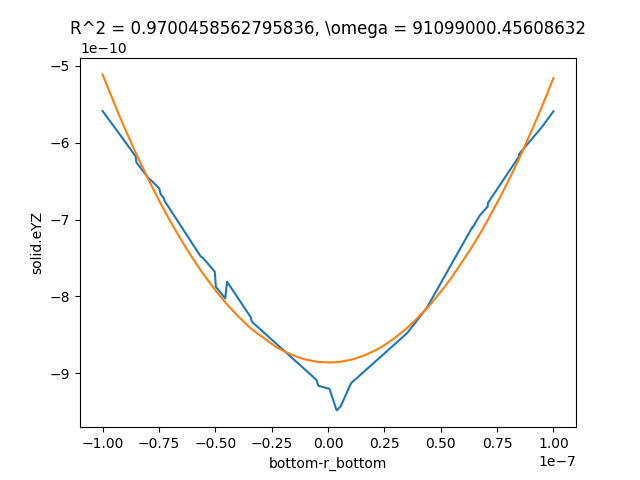 R^2 = 0.9700458562795836, \omega = 91099000.45608632
1e−10
−5
−6
−7
−8
−9
solid.eYZ
−1.00 −0.75 −0.50 −0.25 0.00 0.25 0.50 0.75 1.00
1e−7
bottom-r_bottom